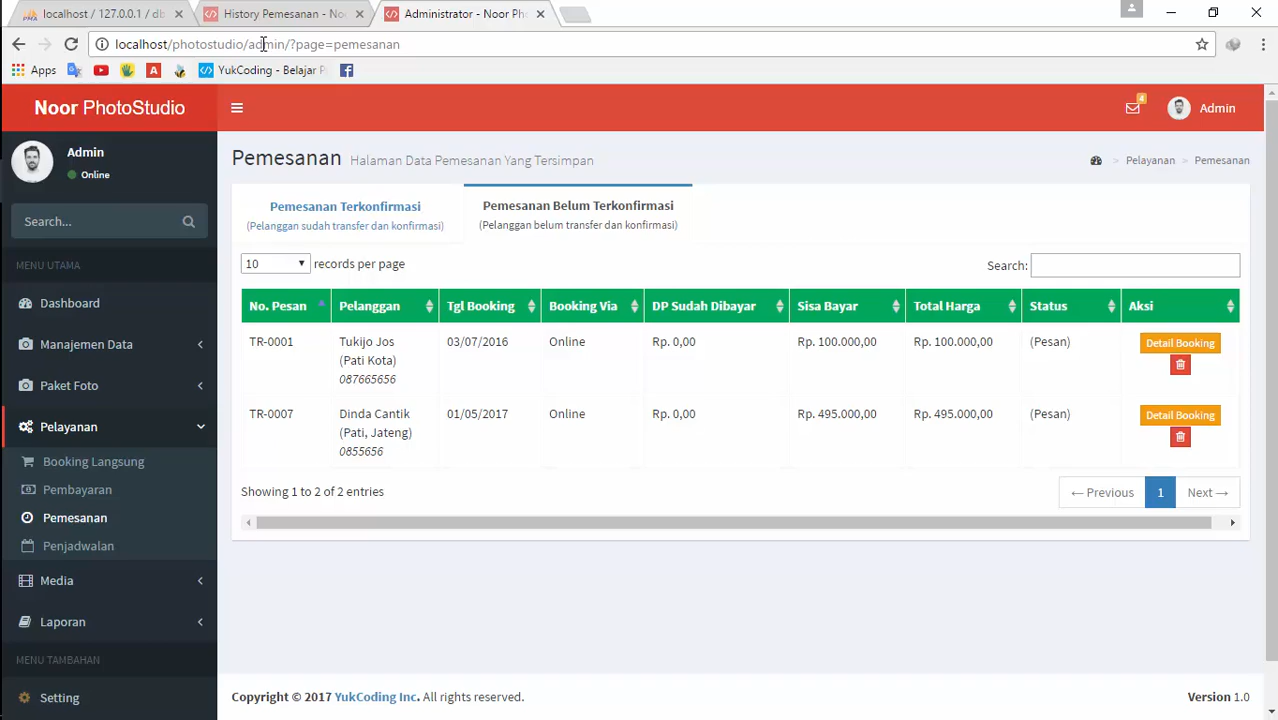 localhost / 127.0.0.1 / db
History Pemesanan - Noo
Administrator - Noor Pho
localhost/photostudio/admin/?page=pemesanan
Apps
YukCoding - Belajar P
Noor PhotoStudio
4
Admin
Admin
Online
Pemesanan Halaman Data Pemesanan Yang Tersimpan
> Pelayanan > Pemesanan
Search...
Pemesanan Terkonfirmasi
(Pelanggan sudah transfer dan konfirmasi)
Pemesanan Belum Terkonfirmasi
(Pelanggan belum transfer dan konfirmasi)
MENU UTAMA
Dashboard
Manajemen Data
Paket Foto
Pelayanan
Booking Langsung
Pembayaran
Pemesanan
Penjadwalan
Media
Laporan
MENU TAMBAHAN
Setting
10 records per page
Search:
No. Pesan Pelanggan Tgl Booking Booking Via DP Sudah Dibayar Sisa Bayar Total Harga Status Aksi
TR-0001 Tukijo Jos 03/07/2016 Online Rp. 0,00 Rp. 100.000,00 Rp. 100.000,00 (Pesan) Detail Booking
(Pati Kota)
087665656
TR-0007 Dinda Cantik 01/05/2017 Online Rp. 0,00 Rp. 495.000,00 Rp. 495.000,00 (Pesan) Detail Booking
(Pati, Jateng)
0855656
Showing 1 to 2 of 2 entries
← Previous 1 Next →
Copyright © 2017 YukCoding Inc. All rights reserved.
Version 1.0